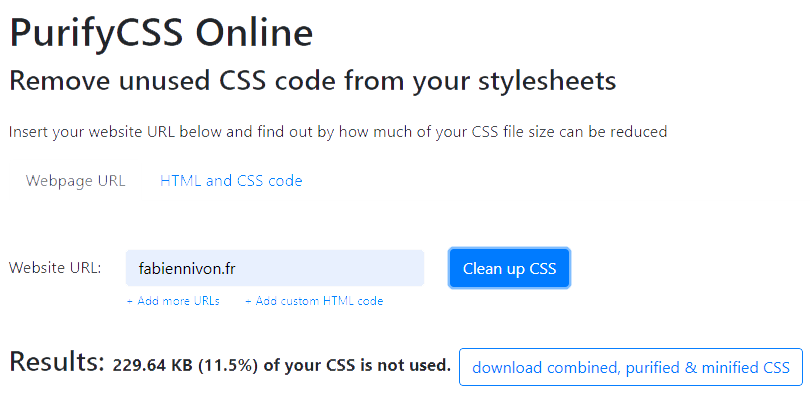 PurifyCSS Online
Remove unused CSS code from your stylesheets
Insert your website URL below and find out by how much of your CSS file size can be reduced
Webpage URL HTML and CSS code
Website URL: fabiennivon.fr Clean up CSS
+ Add more URLs + Add custom HTML code
Results: 229.64 KB (11.5%) of your CSS is not used. download combined, purified & minified CSS